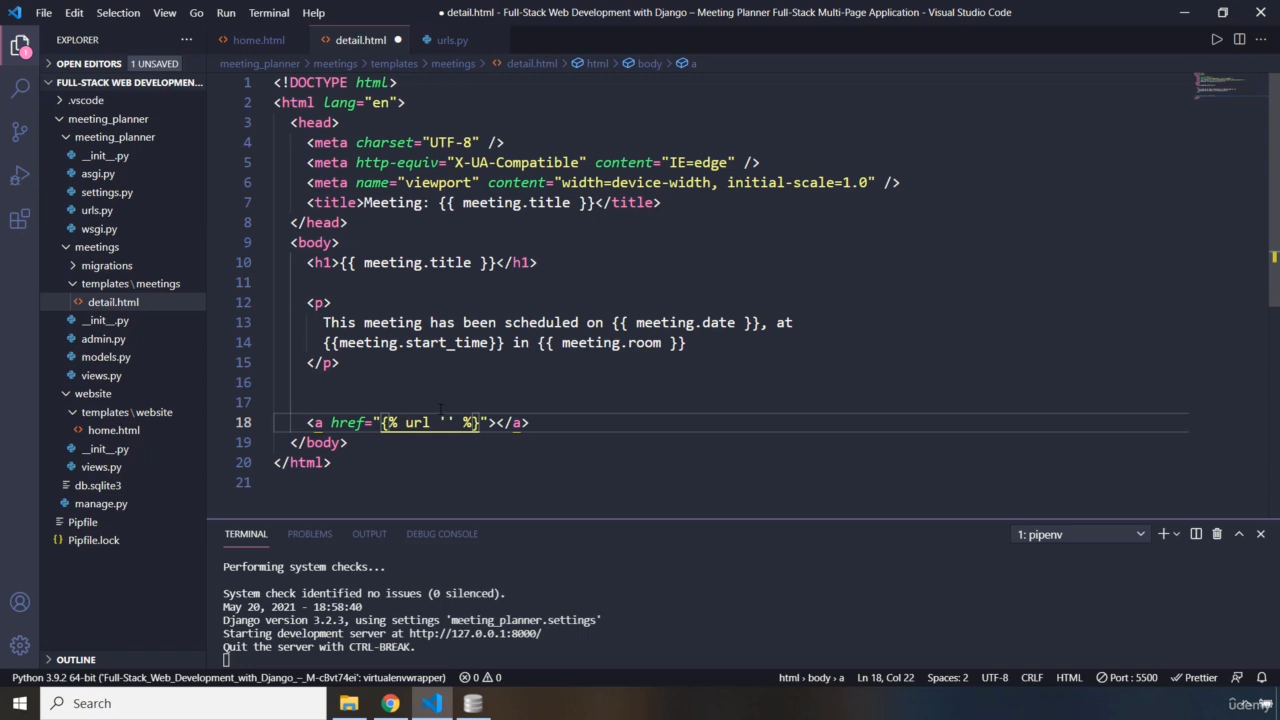 File Edit Selection View Go Run Terminal Help
● detail.html - Full-Stack Web Development with Django – Meeting Planner Full-Stack Multi-Page Application - Visual Studio Code
EXPLORER
home.html detail.html urls.py
OPEN EDITORS 1 UNSAVED
meeting_planner > meetings > templates > meetings > detail.html > html > body > a
FULL-STACK WEB DEVELOPMEN...
.vscode
meeting_planner
meeting_planner
__init__.py
asgi.py
settings.py
urls.py
wsgi.py
meetings
migrations
templates\meetings
detail.html
__init__.py
admin.py
models.py
views.py
website
templates\website
home.html
__init__.py
views.py
db.sqlite3
manage.py
Pipfile
Pipfile.lock
OUTLINE
1 <!DOCTYPE html>
2 <html lang="en">
3 <head>
4 <meta charset="UTF-8" />
5 <meta http-equiv="X-UA-Compatible" content="IE=edge" />
6 <meta name="viewport" content="width=device-width, initial-scale=1.0" />
7 <title>Meeting: {{ meeting.title }}</title>
8 </head>
9 <body>
10 <h1>{{ meeting.title }}</h1>
11
12 <p>
13 This meeting has been scheduled on {{ meeting.date }}, at
14 {{meeting.start_time}} in {{ meeting.room }}
15 </p>
16
17
18 <a href="{% url '' %}"></a>
19 </body>
20 </html>
21
TERMINAL PROBLEMS OUTPUT DEBUG CONSOLE
1: pipenv
Performing system checks...
System check identified no issues (0 silenced).
May 20, 2021 - 18:58:40
Django version 3.2.3, using settings 'meeting_planner.settings'
Starting development server at http://127.0.0.1:8000/
Quit the server with CTRL-BREAK.
Python 3.9.2 64-bit ('Full-Stack_Web_Development_with_Django_–_M-c8vt74ei': virtualenvwrapper) 0 0 html › body › a Ln 18, Col 22 Spaces: 2 UTF-8 CRLF HTML Port : 5500 Prettier
Search
udemy